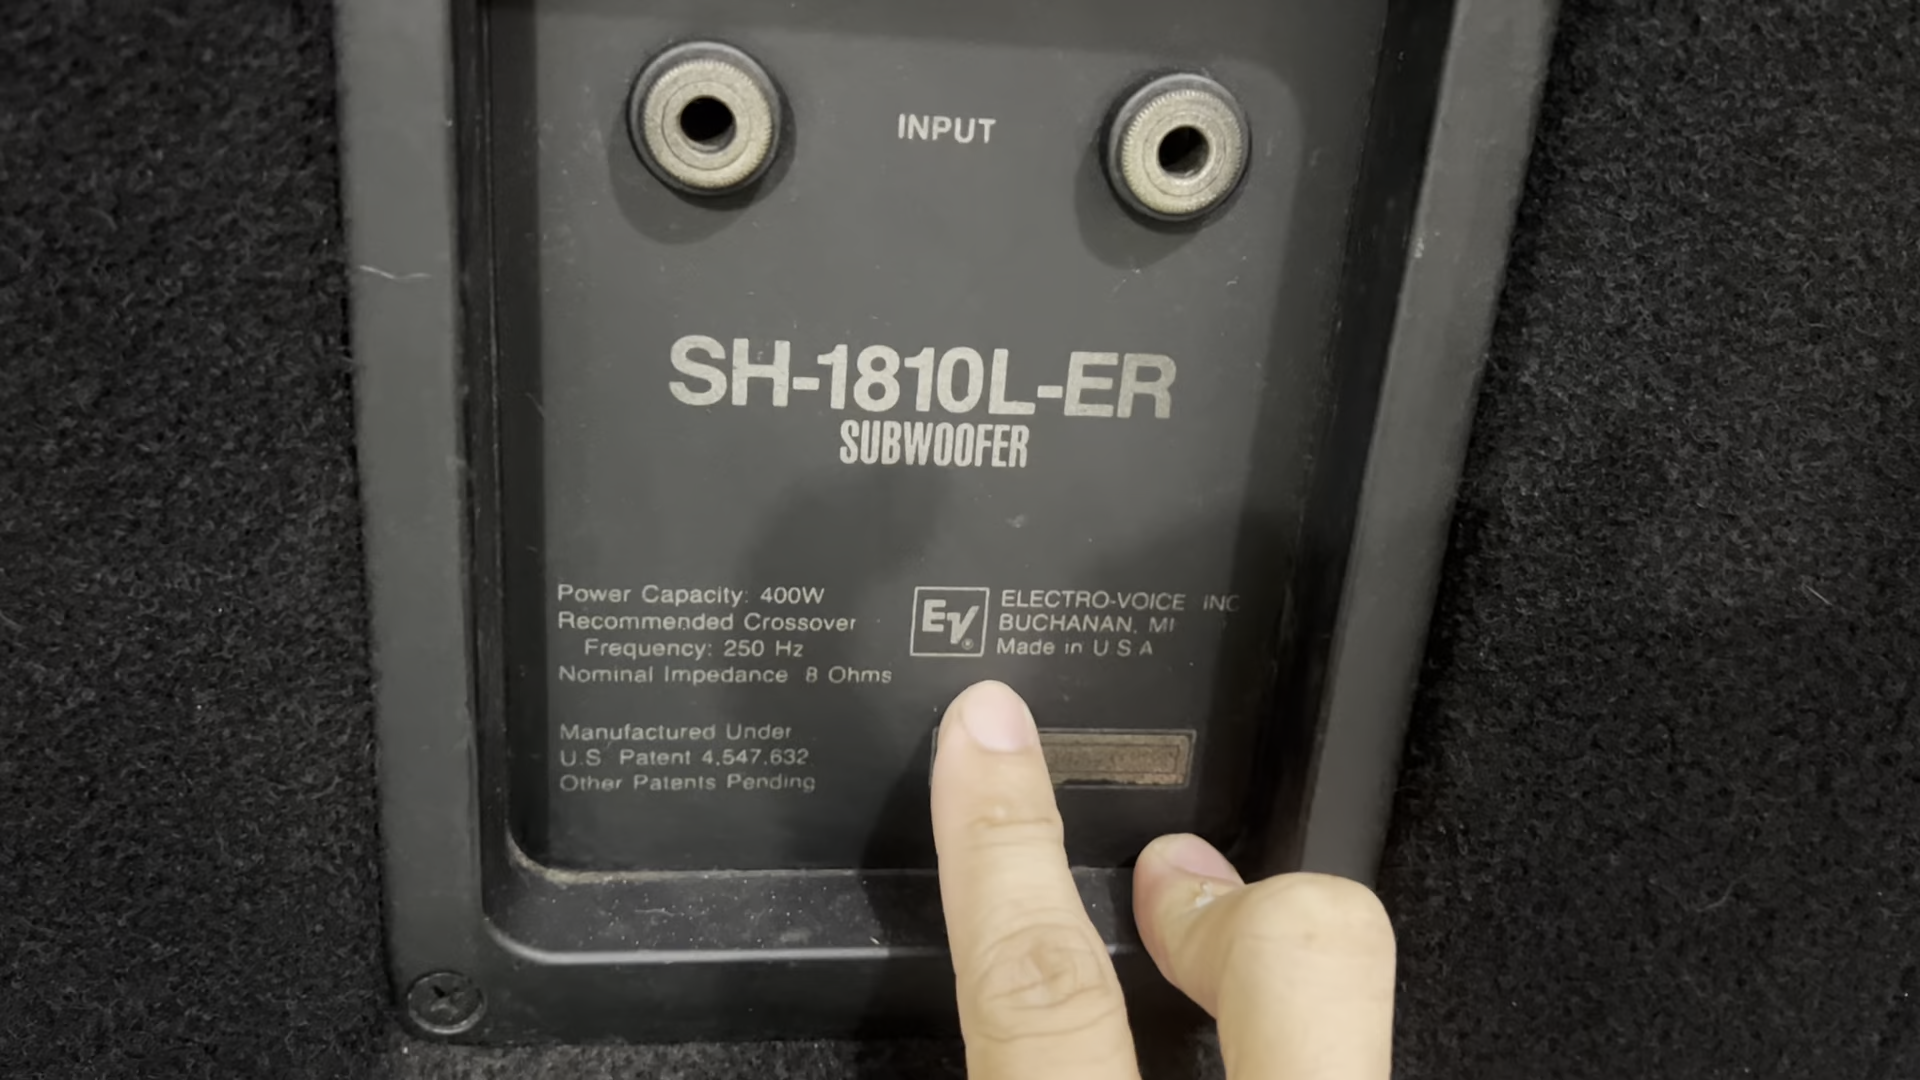 INPUT
SH-1810L-ER
SUBWOOFER
Power Capacity: 400W
Recommended Crossover
Frequency: 250 Hz
Nominal Impedance 8 Ohms
EV®
ELECTRO-VOICE INC
BUCHANAN, MI
Made in U S A
Manufactured Under
U.S. Patent 4,547,632
Other Patents Pending